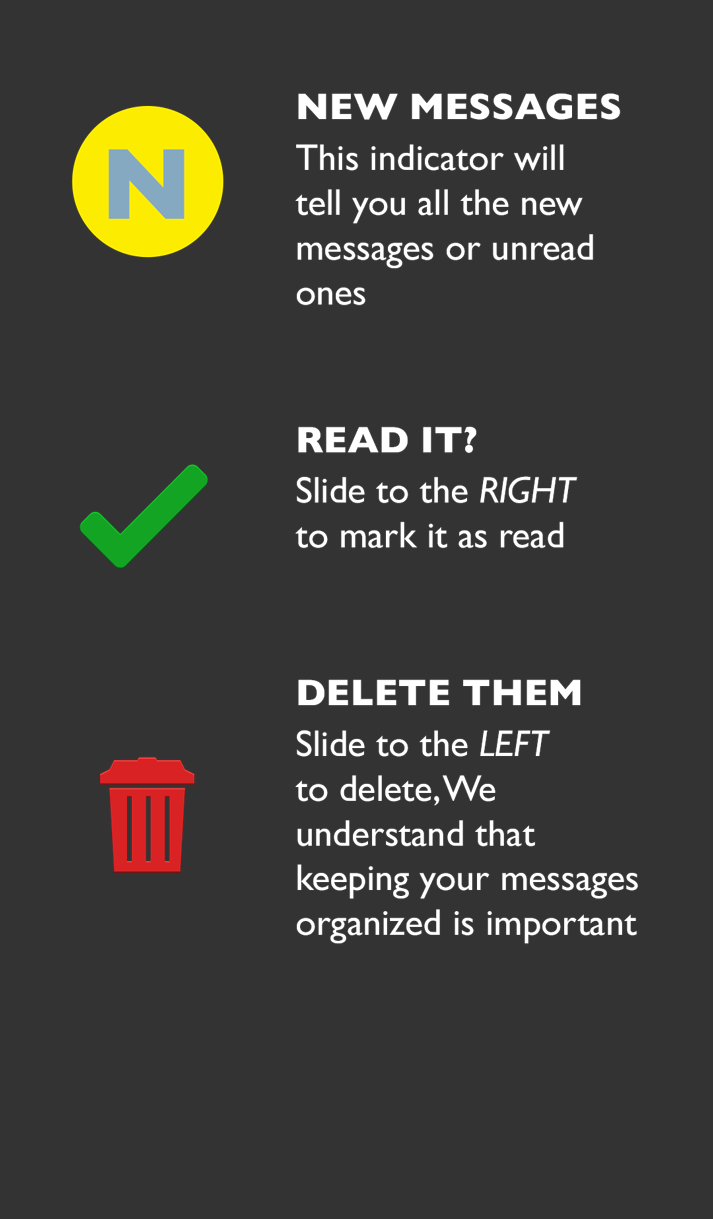 N
NEW MESSAGES
This indicator will
tell you all the new
messages or unread
ones
READ IT?
Slide to the RIGHT
to mark it as read
DELETE THEM
Slide to the LEFT
to delete,We
understand that
keeping your messages
organized is important